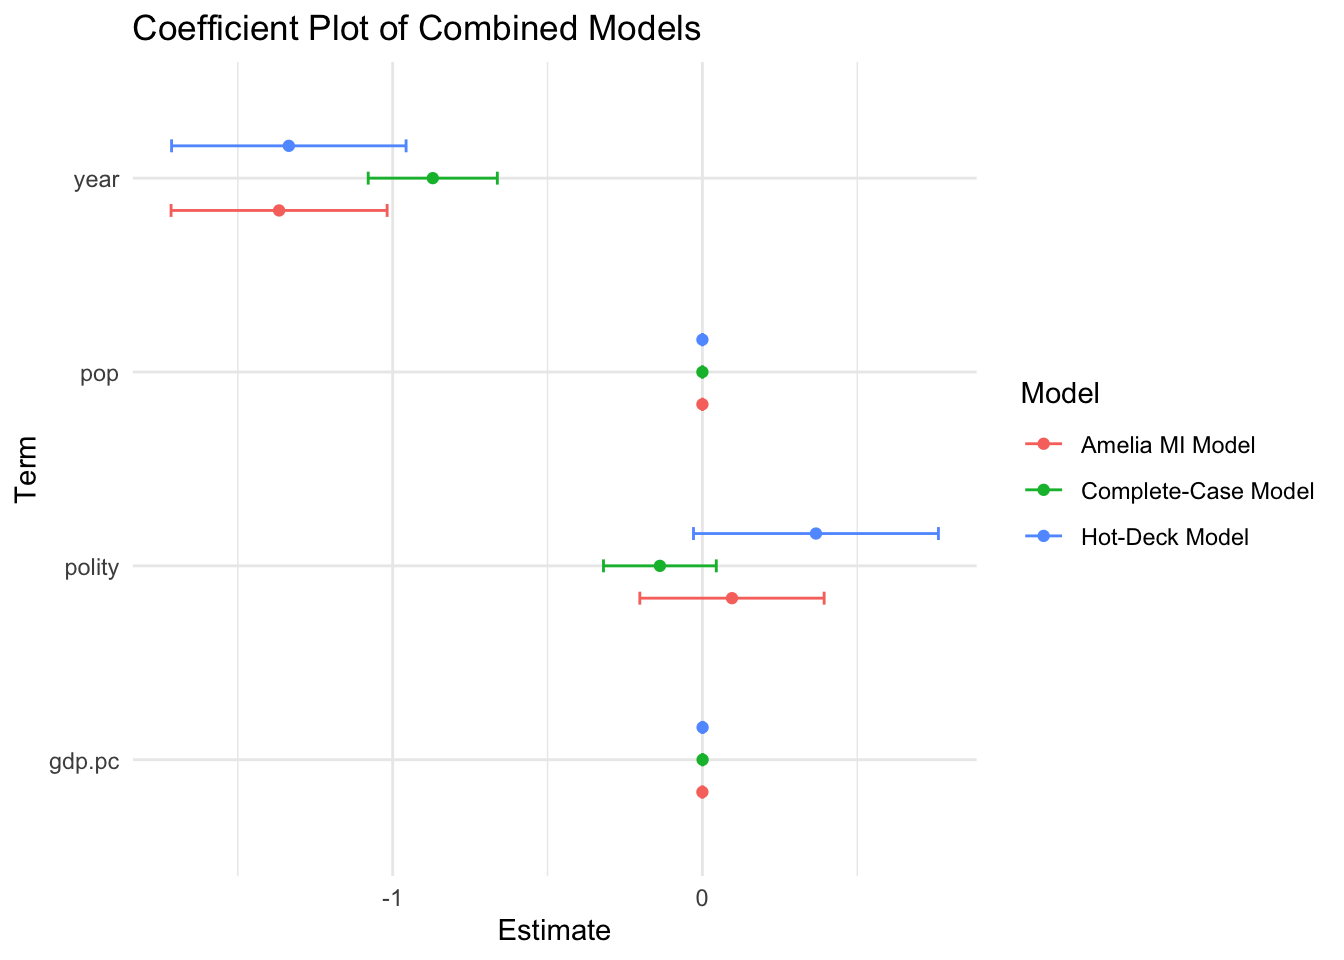 Coefficient Plot of Combined Models
year
pop
polity
gdp.pc
Term
-1
0
Estimate
Model
Amelia MI Model
Complete-Case Model
Hot-Deck Model